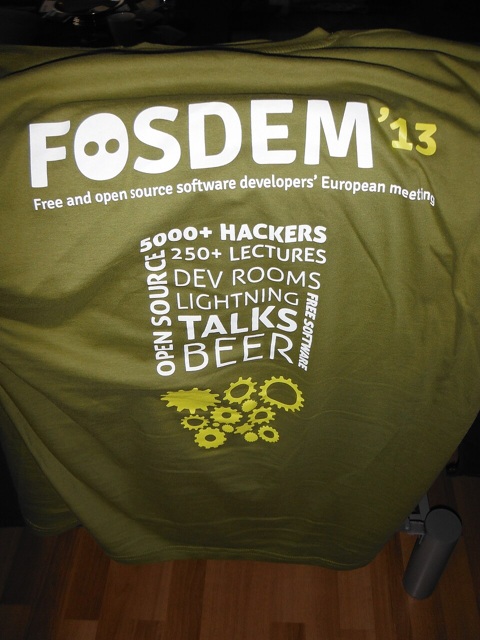 FOSDEM '13
Free and open source software developers' European meeting
5000+ HACKERS
250+ LECTURES
DEV ROOMS
LIGHTNING
TALKS
BEER
OPEN SOURCE
FREE SOFTWARE